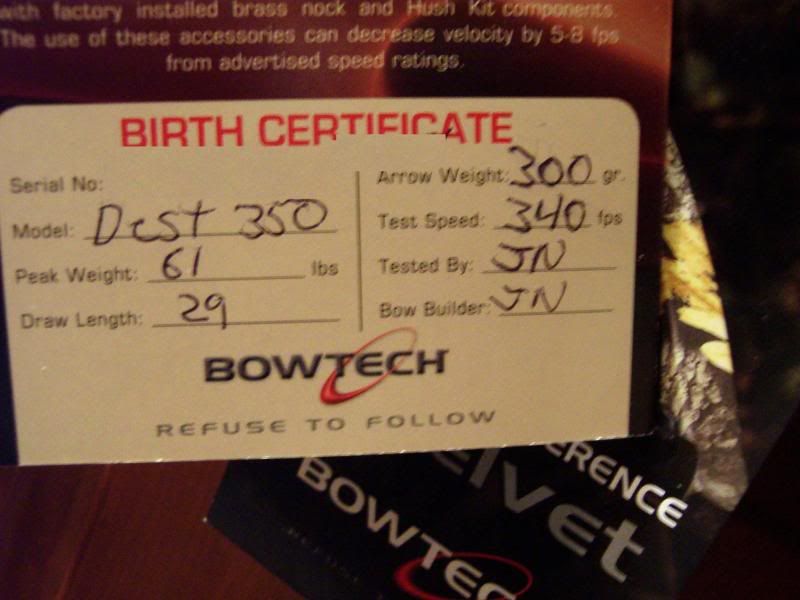 with factory installed brass nock and Hush Kit components.
The use of these accessories can decrease velocity by 5-8 fps
from advertised speed ratings.
BIRTH CERTIFICATE
Serial No:
Model: Dest 350
Peak Weight: 61 lbs
Draw Length: 29
Arrow Weight: 300 gr.
Test Speed: 340 fps
Tested By: JN
Bow Builder: JN
BOWTECH
REFUSE TO FOLLOW
ERENCE
elvet
BOWTEC